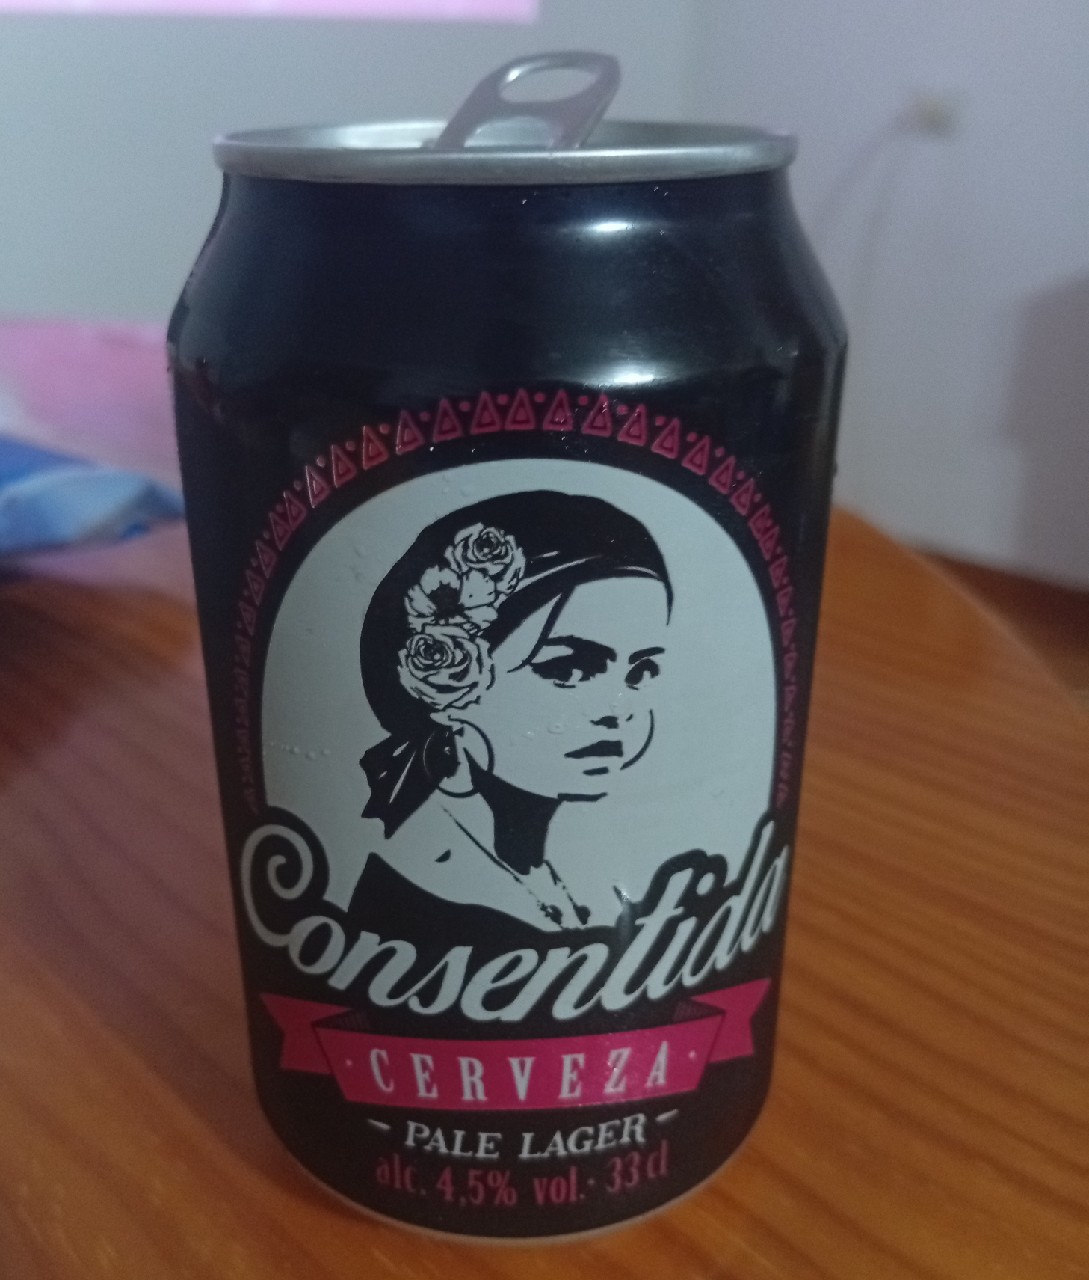 Consentida
· CERVEZA ·
- PALE LAGER -
alc. 4,5% vol.· 33 cl